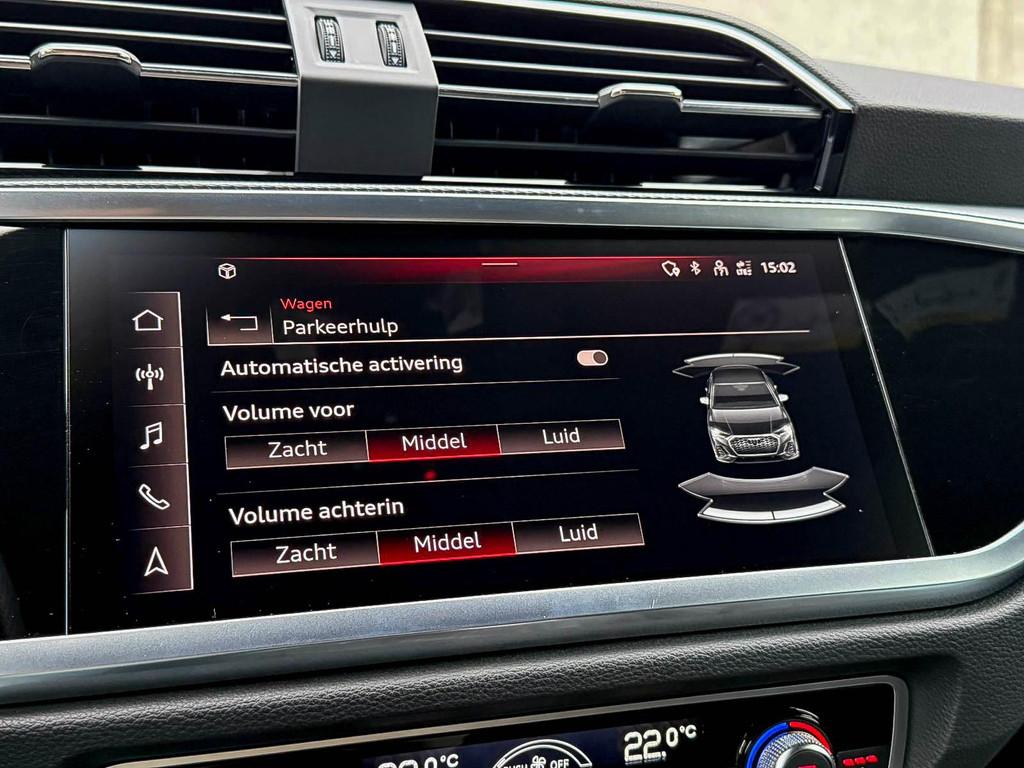 15:02
Wagen
Parkeerhulp
Automatische activering
Volume voor
Zacht Middel Luid
Volume achterin
Zacht Middel Luid
22.0°C
OFF